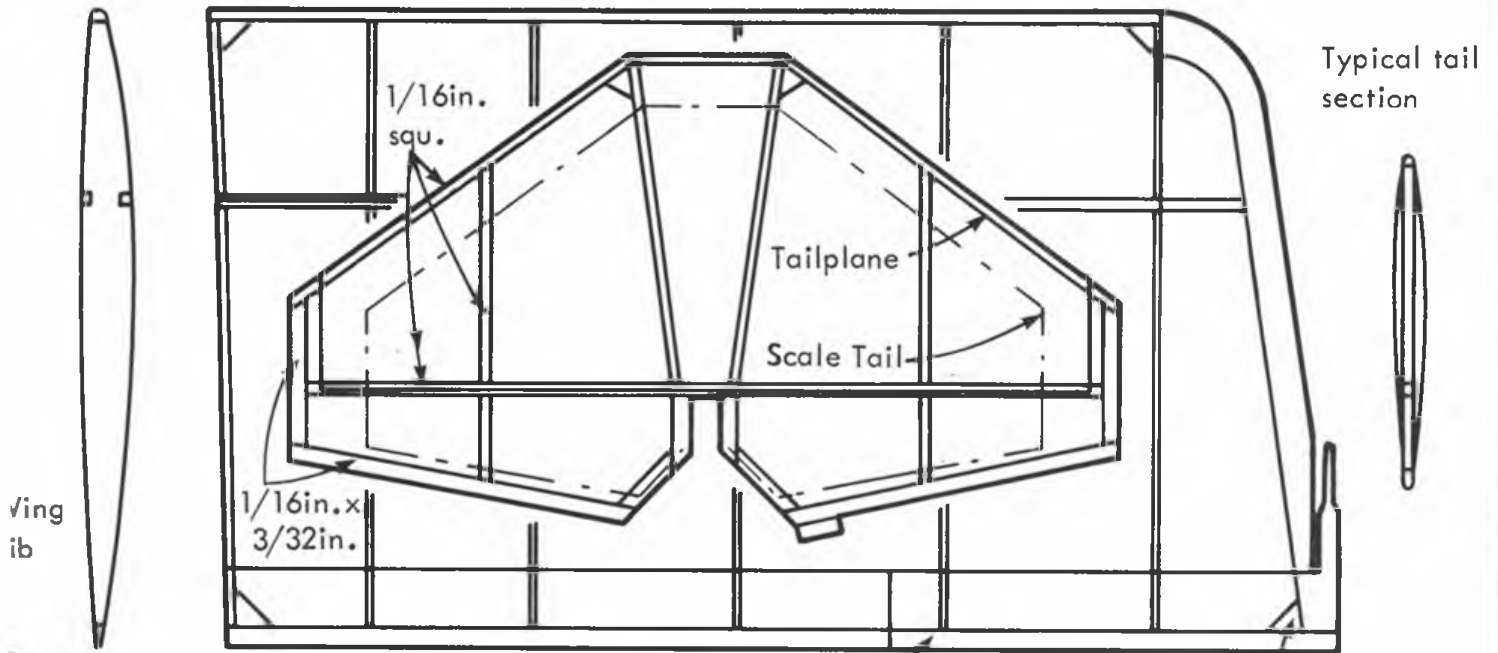 1/16in.
squ.
Typical tail
section
Tailplane
Scale Tail
1/16in.x
3/32in.